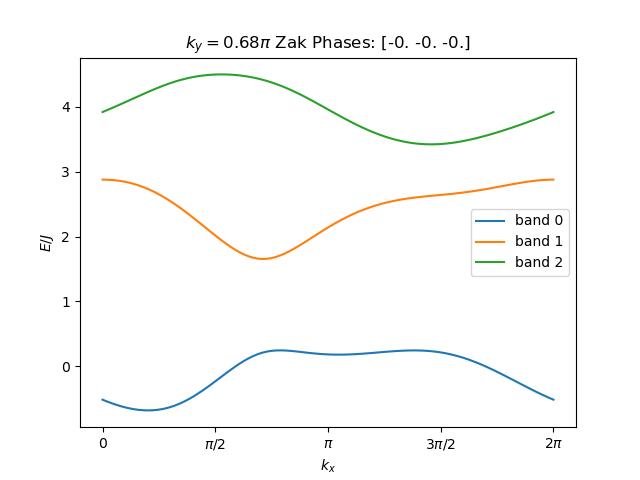 k_y = 0.68π Zak Phases: [-0. -0. -0.]
E/J
4
3
2
1
0
band 0
band 1
band 2
0
π/2
π
3π/2
2π
k_x